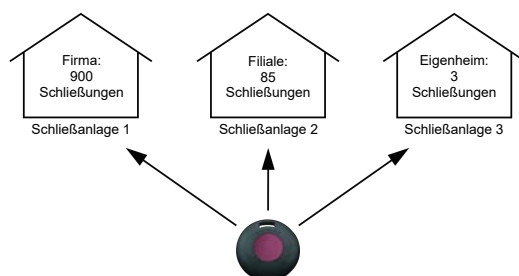 Firma:
900
Schließungen
Schließanlage 1
Filiale:
85
Schließungen
Schließanlage 2
Eigenheim:
3
Schließungen
Schließanlage 3